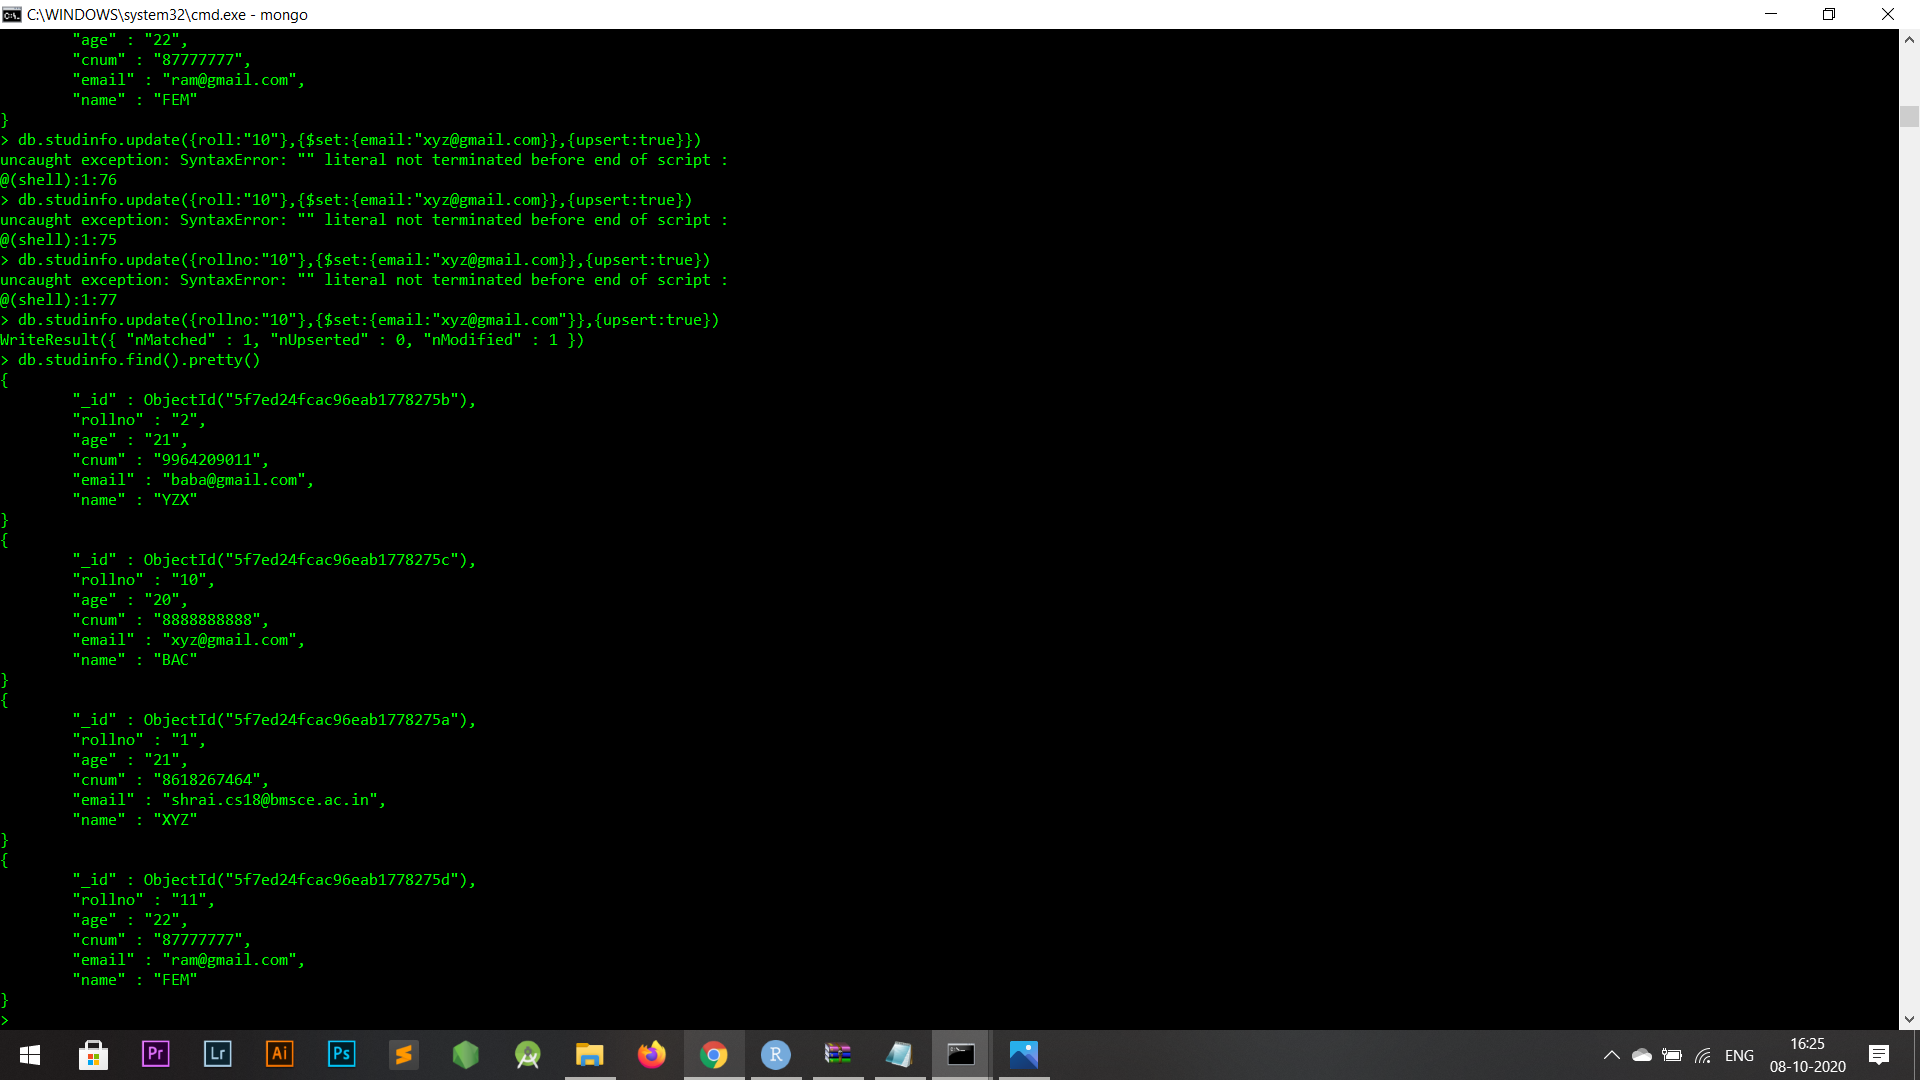 C:\WINDOWS\system32\cmd.exe - mongo
"age" : "22",
"cnum" : "87777777",
"email" : "ram@gmail.com",
"name" : "FEM"
}
> db.studinfo.update({roll:"10"},{$set:{email:"xyz@gmail.com}},{upsert:true}})
uncaught exception: SyntaxError: "" literal not terminated before end of script :
@(shell):1:76
> db.studinfo.update({roll:"10"},{$set:{email:"xyz@gmail.com}},{upsert:true})
uncaught exception: SyntaxError: "" literal not terminated before end of script :
@(shell):1:75
> db.studinfo.update({rollno:"10"},{$set:{email:"xyz@gmail.com}},{upsert:true})
uncaught exception: SyntaxError: "" literal not terminated before end of script :
@(shell):1:77
> db.studinfo.update({rollno:"10"},{$set:{email:"xyz@gmail.com"}},{upsert:true})
WriteResult({ "nMatched" : 1, "nUpserted" : 0, "nModified" : 1 })
> db.studinfo.find().pretty()
{
"_id" : ObjectId("5f7ed24fcac96eab1778275b"),
"rollno" : "2",
"age" : "21",
"cnum" : "9964209011",
"email" : "baba@gmail.com",
"name" : "YZX"
}
{
"_id" : ObjectId("5f7ed24fcac96eab1778275c"),
"rollno" : "10",
"age" : "20",
"cnum" : "8888888888",
"email" : "xyz@gmail.com",
"name" : "BAC"
}
{
"_id" : ObjectId("5f7ed24fcac96eab1778275a"),
"rollno" : "1",
"age" : "21",
"cnum" : "8618267464",
"email" : "shrai.cs18@bmsce.ac.in",
"name" : "XYZ"
}
{
"_id" : ObjectId("5f7ed24fcac96eab1778275d"),
"rollno" : "11",
"age" : "22",
"cnum" : "87777777",
"email" : "ram@gmail.com",
"name" : "FEM"
}
>
Pr Lr Ai Ps R ENG 16:25
08-10-2020